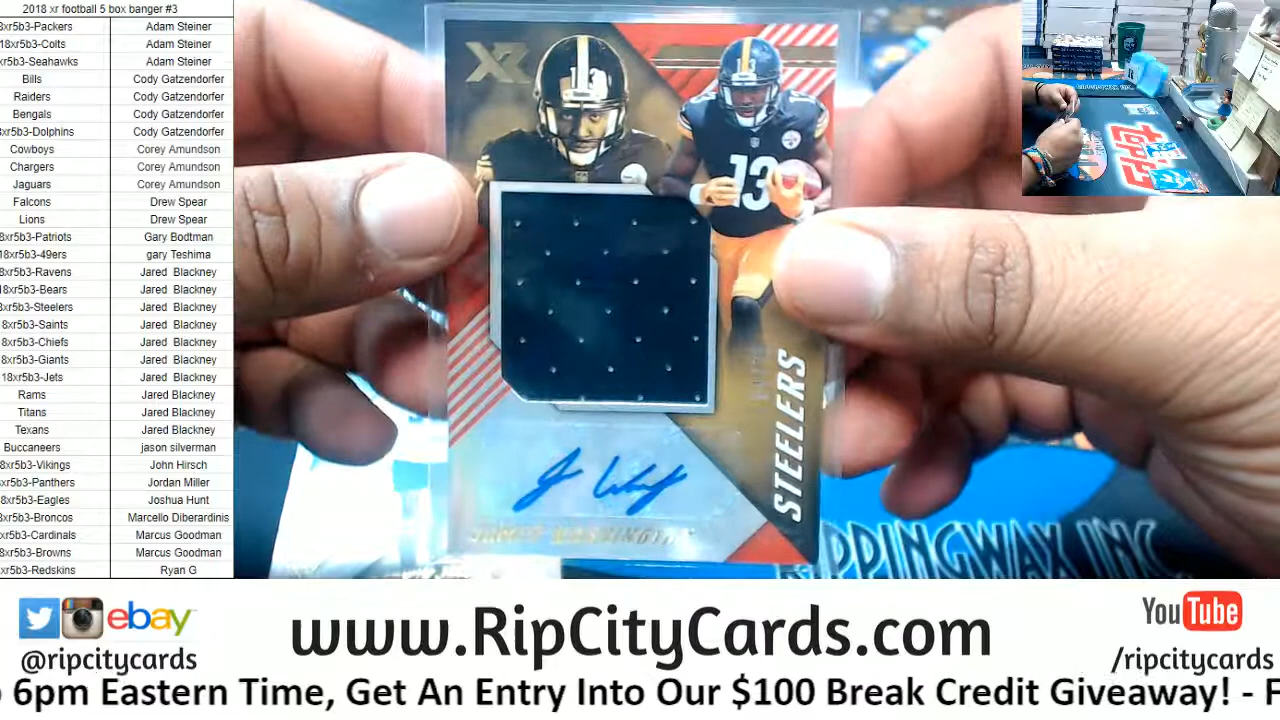 2018 xr football 5 box banger #3
8xr5b3-Packers Adam Steiner
18xr5b3-Colts Adam Steiner
xr5b3-Seahawks Adam Steiner
Bills Cody Gatzendorfer
Raiders Cody Gatzendorfer
Bengals Cody Gatzendorfer
8xr5b3-Dolphins Cody Gatzendorfer
Cowboys Corey Amundson
Chargers Corey Amundson
Jaguars Corey Amundson
Falcons Drew Spear
Lions Drew Spear
8xr5b3-Patriots Gary Bodtman
18xr5b3-49ers gary Teshima
8xr5b3-Ravens Jared Blackney
18xr5b3-Bears Jared Blackney
8xr5b3-Steelers Jared Blackney
8xr5b3-Saints Jared Blackney
8xr5b3-Chiefs Jared Blackney
8xr5b3-Giants Jared Blackney
18xr5b3-Jets Jared Blackney
Rams Jared Blackney
Titans Jared Blackney
Texans Jared Blackney
Buccaneers jason silverman
8xr5b3-Vikings John Hirsch
xr5b3-Panthers Jordan Miller
8xr5b3-Eagles Joshua Hunt
8xr5b3-Broncos Marcello Diberardinis
xr5b3-Cardinals Marcus Goodman
8xr5b3-Browns Marcus Goodman
xr5b3-Redskins Ryan G
XR
13
13
STEELERS
JAMES WASHINGTON
TOPPS
RIPPINGWAX INC.
ebay
@ripcitycards
www.RipCityCards.com
YouTube
/ripcitycards
6pm Eastern Time, Get An Entry Into Our $100 Break Credit Giveaway! - F